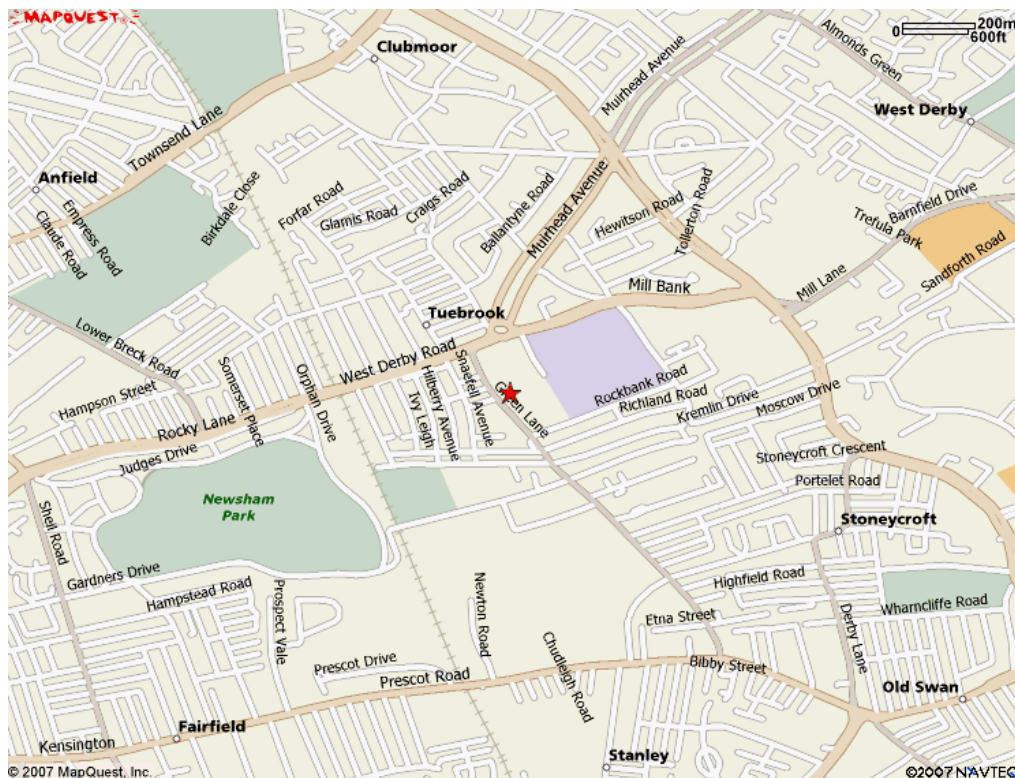 MAPQUEST
0 200m
600ft
Clubmoor
Almonds Green
Muirhead Avenue
West Derby
Townsend Lane
Anfield
Birkdale Close
Forfar Road
Glamis Road
Craigs Road
Ballantyne Road
Muirhead Avenue
Hewitson Road
Tollerton Road
Barnfield Drive
Trefula Park
Sandforth Road
Empress Road
Claude Road
Mill Lane
Mill Bank
Tuebrook
Lower Breck Road
West Derby Road
Snaefell Avenue
Hilberry Avenue
Ivy Leigh
Green Lane
Rockbank Road
Richland Road
Kremlin Drive
Moscow Drive
Hampson Street
Somerset Place
Orphan Drive
Rocky Lane
Judges Drive
Stoneycroft Crescent
Portelet Road
Newsham
Park
Sheil Road
Stoneycroft
Gardners Drive
Hampstead Road
Prospect Vale
Newton Road
Highfield Road
Etna Street
Wharncliffe Road
Derby Lane
Chudleigh Road
Bibby Street
Prescot Drive
Prescot Road
Old Swan
Fairfield
Kensington
Stanley
© 2007 MapQuest, Inc.
©2007 NAVTEQ